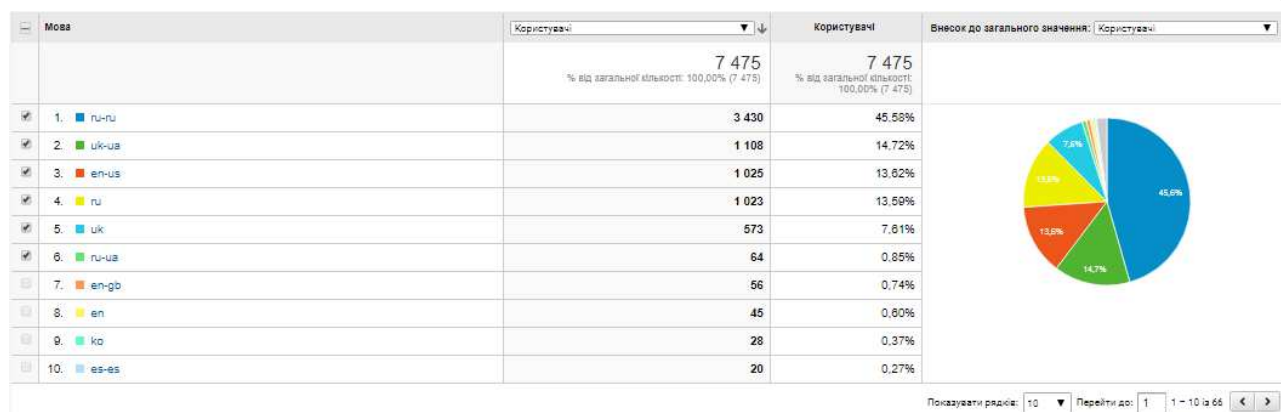 Мова Користувачі Користувачі Внесок до загального значення: Користувачі
7 475 7 475
% від загальної кількості: 100,00% (7 475) % від загальної кількості:
100,00% (7 475)
1. ru-ru 3 430 45,58%
2. uk-ua 1 108 14,72%
3. en-us 1 025 13,62%
4. ru 1 023 13,59%
5. uk 573 7,61%
6. ru-ua 64 0,85%
7. en-gb 56 0,74%
8. en 45 0,60%
9. ko 28 0,37%
10. es-es 20 0,27%
7,6%
13,6%
45,6%
13,6%
14,7%
Показувати рядків: 10 Перейти до: 1 1 – 10 із 66